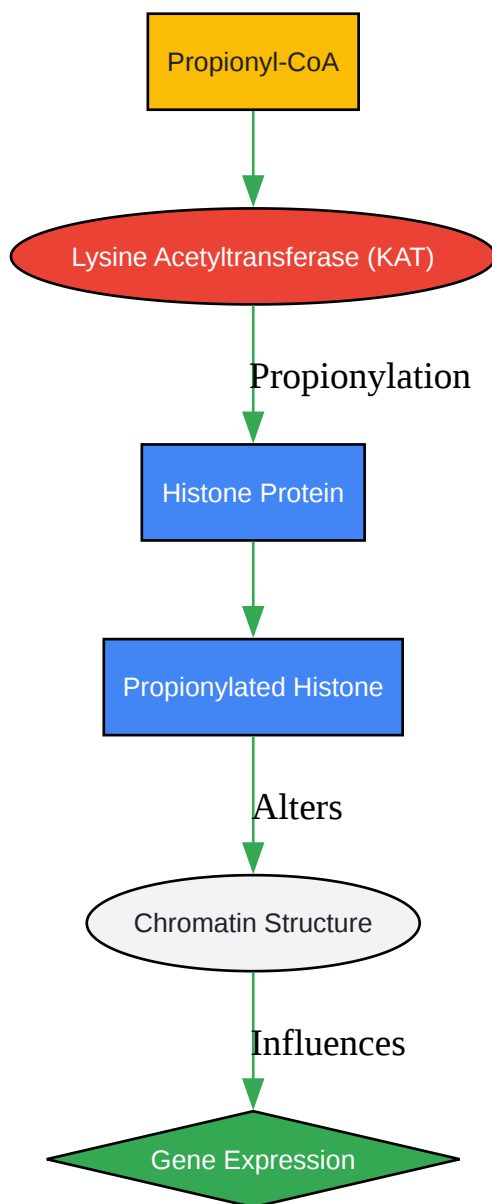 Propionyl-CoA
Lysine Acetyltransferase (KAT)
Propionylation
Histone Protein
Propionylated Histone
Alters
Chromatin Structure
Influences
Gene Expression